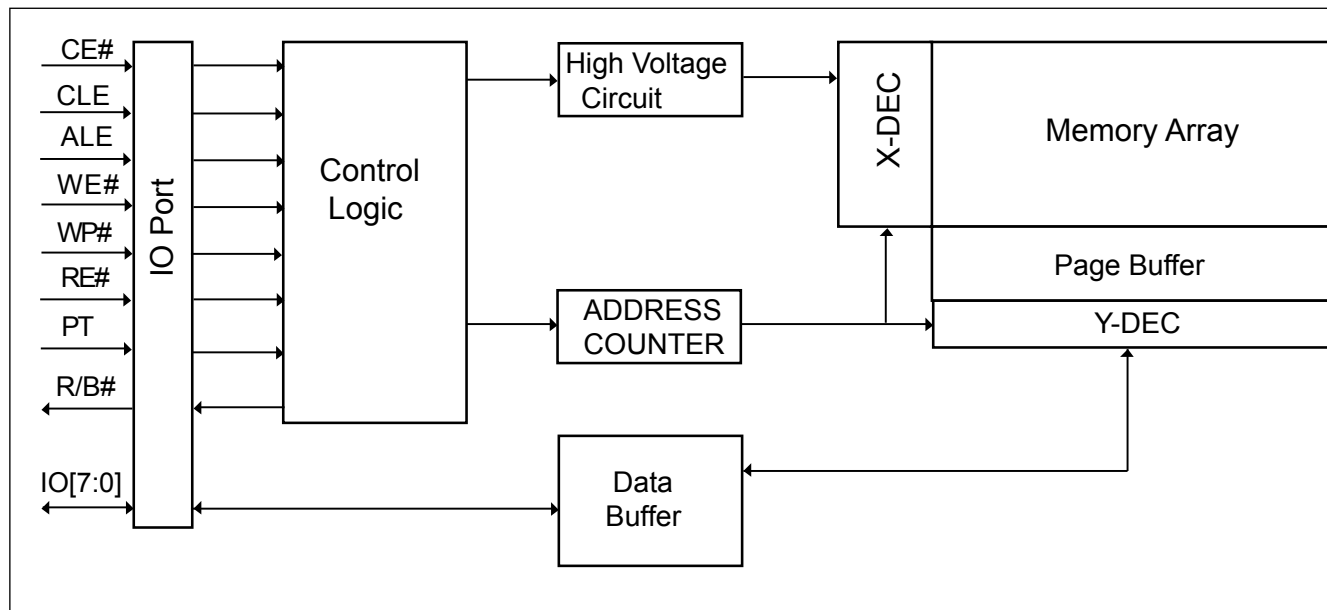 CE#
CLE
ALE
WE#
WP#
RE#
PT
R/B#
IO[7:0]
IO Port
Control
Logic
High Voltage
Circuit
ADDRESS
COUNTER
Data
Buffer
X-DEC
Memory Array
Page Buffer
Y-DEC